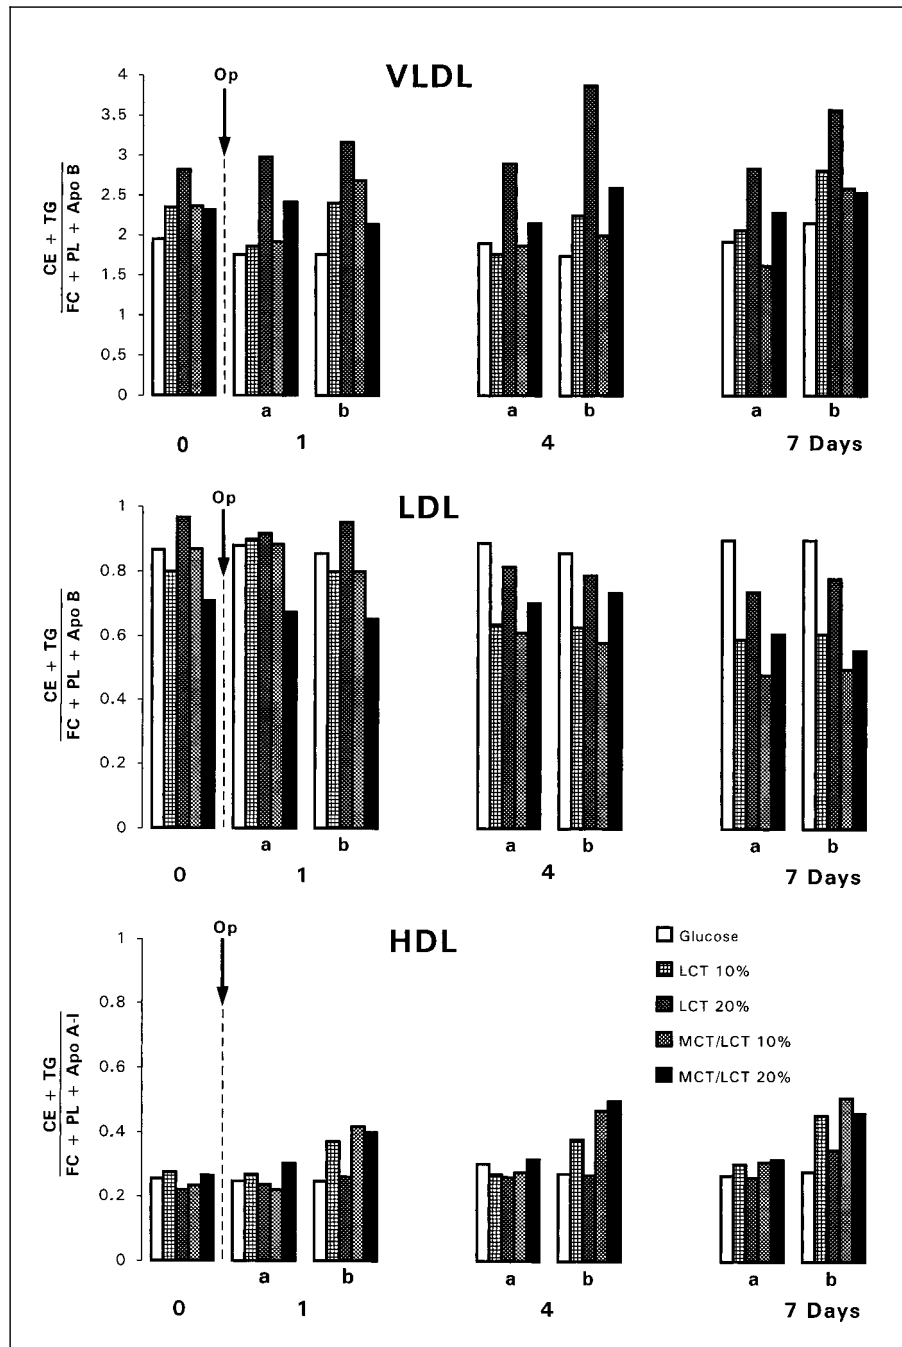 VLDL
Op
CE + TG
FC + PL + Apo B
4
3.5
3
2.5
2
1.5
1
0.5
0
a b a b a b
0 1 4 7 Days
LDL
Op
CE + TG
FC + PL + Apo B
1
0.8
0.6
0.4
0.2
0
a b a b a b
0 1 4 7 Days
HDL
Op
CE + TG
FC + PL + Apo A-I
1
0.8
0.6
0.4
0.2
0
Glucose
LCT 10%
LCT 20%
MCT/LCT 10%
MCT/LCT 20%
a b a b a b
0 1 4 7 Days